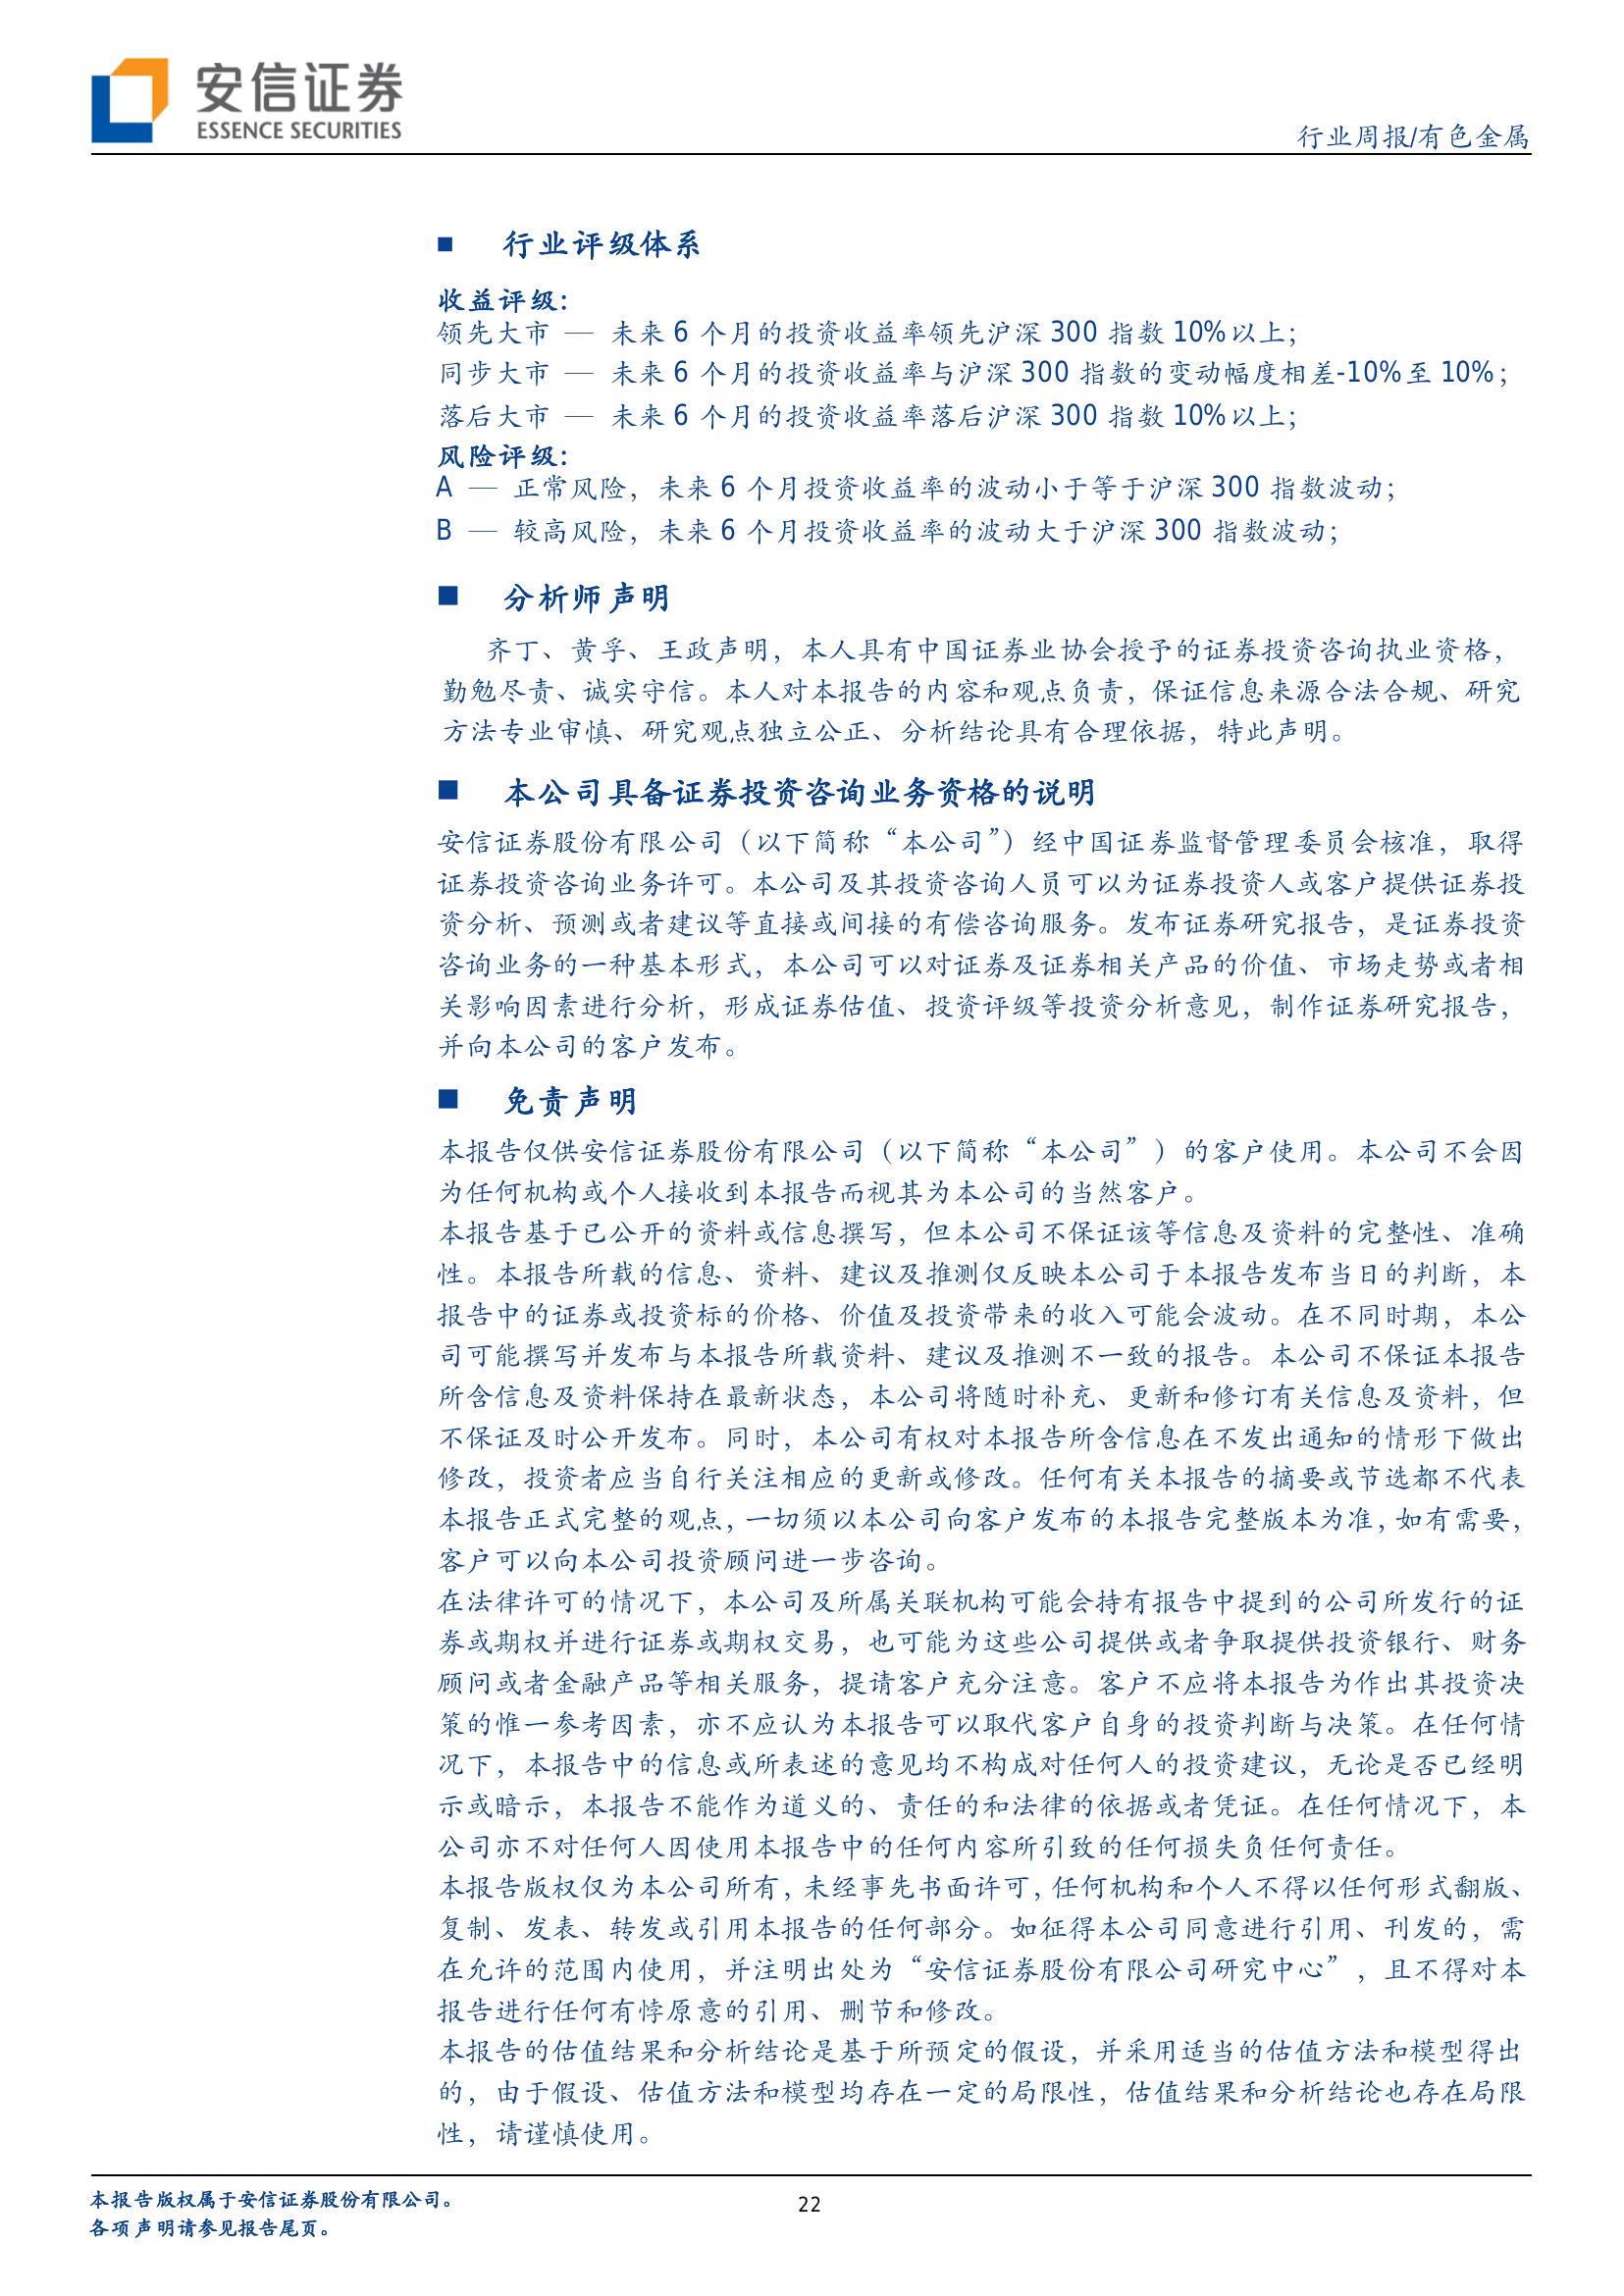 安信证券
ESSENCE SECURITIES
行业周报/有色金属
■ 行业评级体系
收益评级：
领先大市 — 未来 6 个月的投资收益率领先沪深 300 指数 10%以上；
同步大市 — 未来 6 个月的投资收益率与沪深 300 指数的变动幅度相差-10%至 10%；
落后大市 — 未来 6 个月的投资收益率落后沪深 300 指数 10%以上；
风险评级：
A — 正常风险，未来 6 个月投资收益率的波动小于等于沪深 300 指数波动；
B — 较高风险，未来 6 个月投资收益率的波动大于沪深 300 指数波动；
■ 分析师声明
齐丁、黄孚、王政声明，本人具有中国证券业协会授予的证券投资咨询执业资格，
勤勉尽责、诚实守信。本人对本报告的内容和观点负责，保证信息来源合法合规、研究
方法专业审慎、研究观点独立公正、分析结论具有合理依据，特此声明。
■ 本公司具备证券投资咨询业务资格的说明
安信证券股份有限公司（以下简称“本公司”）经中国证券监督管理委员会核准，取得
证券投资咨询业务许可。本公司及其投资咨询人员可以为证券投资人或客户提供证券投
资分析、预测或者建议等直接或间接的有偿咨询服务。发布证券研究报告，是证券投资
咨询业务的一种基本形式，本公司可以对证券及证券相关产品的价值、市场走势或者相
关影响因素进行分析，形成证券估值、投资评级等投资分析意见，制作证券研究报告，
并向本公司的客户发布。
■ 免责声明
本报告仅供安信证券股份有限公司（以下简称“本公司”）的客户使用。本公司不会因
为任何机构或个人接收到本报告而视其为本公司的当然客户。
本报告基于已公开的资料或信息撰写，但本公司不保证该等信息及资料的完整性、准确
性。本报告所载的信息、资料、建议及推测仅反映本公司于本报告发布当日的判断，本
报告中的证券或投资标的价格、价值及投资带来的收入可能会波动。在不同时期，本公
司可能撰写并发布与本报告所载资料、建议及推测不一致的报告。本公司不保证本报告
所含信息及资料保持在最新状态，本公司将随时补充、更新和修订有关信息及资料，但
不保证及时公开发布。同时，本公司有权对本报告所含信息在不发出通知的情形下做出
修改，投资者应当自行关注相应的更新或修改。任何有关本报告的摘要或节选都不代表
本报告正式完整的观点，一切须以本公司向客户发布的本报告完整版本为准，如有需要，
客户可以向本公司投资顾问进一步咨询。
在法律许可的情况下，本公司及所属关联机构可能会持有报告中提到的公司所发行的证
券或期权并进行证券或期权交易，也可能为这些公司提供或者争取提供投资银行、财务
顾问或者金融产品等相关服务，提请客户充分注意。客户不应将本报告为作出其投资决
策的惟一参考因素，亦不应认为本报告可以取代客户自身的投资判断与决策。在任何情
况下，本报告中的信息或所表述的意见均不构成对任何人的投资建议，无论是否已经明
示或暗示，本报告不能作为道义的、责任的和法律的依据或者凭证。在任何情况下，本
公司亦不对任何人因使用本报告中的任何内容所引致的任何损失负任何责任。
本报告版权仅为本公司所有，未经事先书面许可，任何机构和个人不得以任何形式翻版、
复制、发表、转发或引用本报告的任何部分。如征得本公司同意进行引用、刊发的，需
在允许的范围内使用，并注明出处为“安信证券股份有限公司研究中心”，且不得对本
报告进行任何有悖原意的引用、删节和修改。
本报告的估值结果和分析结论是基于所预定的假设，并采用适当的估值方法和模型得出
的，由于假设、估值方法和模型均存在一定的局限性，估值结果和分析结论也存在局限
性，请谨慎使用。
本报告版权属于安信证券股份有限公司。
22
各项声明请参见报告尾页。